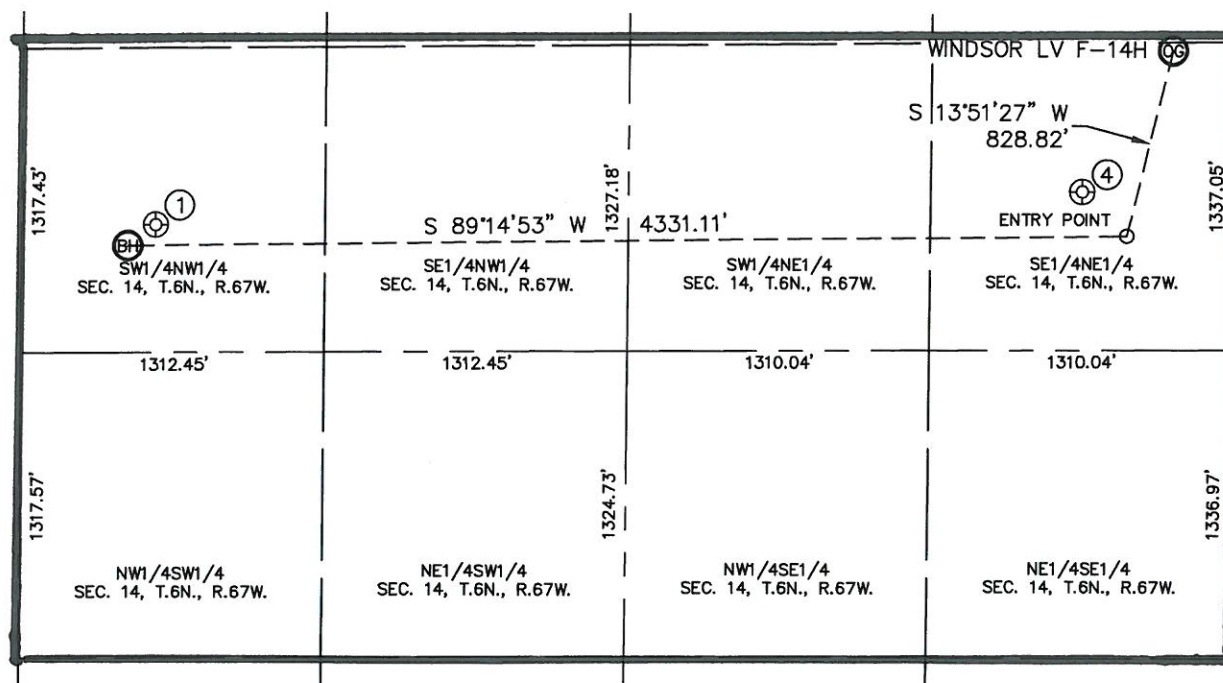 WINDSOR LV F-14H
OG
S 13°51'27" W
828.82'
1317.43'
1327.18'
1337.05'
1
4
S 89°14'53" W
4331.11'
ENTRY POINT
BH
SW1/4NW1/4
SEC. 14, T.6N., R.67W.
SE1/4NW1/4
SEC. 14, T.6N., R.67W.
SW1/4NE1/4
SEC. 14, T.6N., R.67W.
SE1/4NE1/4
SEC. 14, T.6N., R.67W.
1312.45'
1312.45'
1310.04'
1310.04'
1317.57'
1324.73'
1336.97'
NW1/4SW1/4
SEC. 14, T.6N., R.67W.
NE1/4SW1/4
SEC. 14, T.6N., R.67W.
NW1/4SE1/4
SEC. 14, T.6N., R.67W.
NE1/4SE1/4
SEC. 14, T.6N., R.67W.